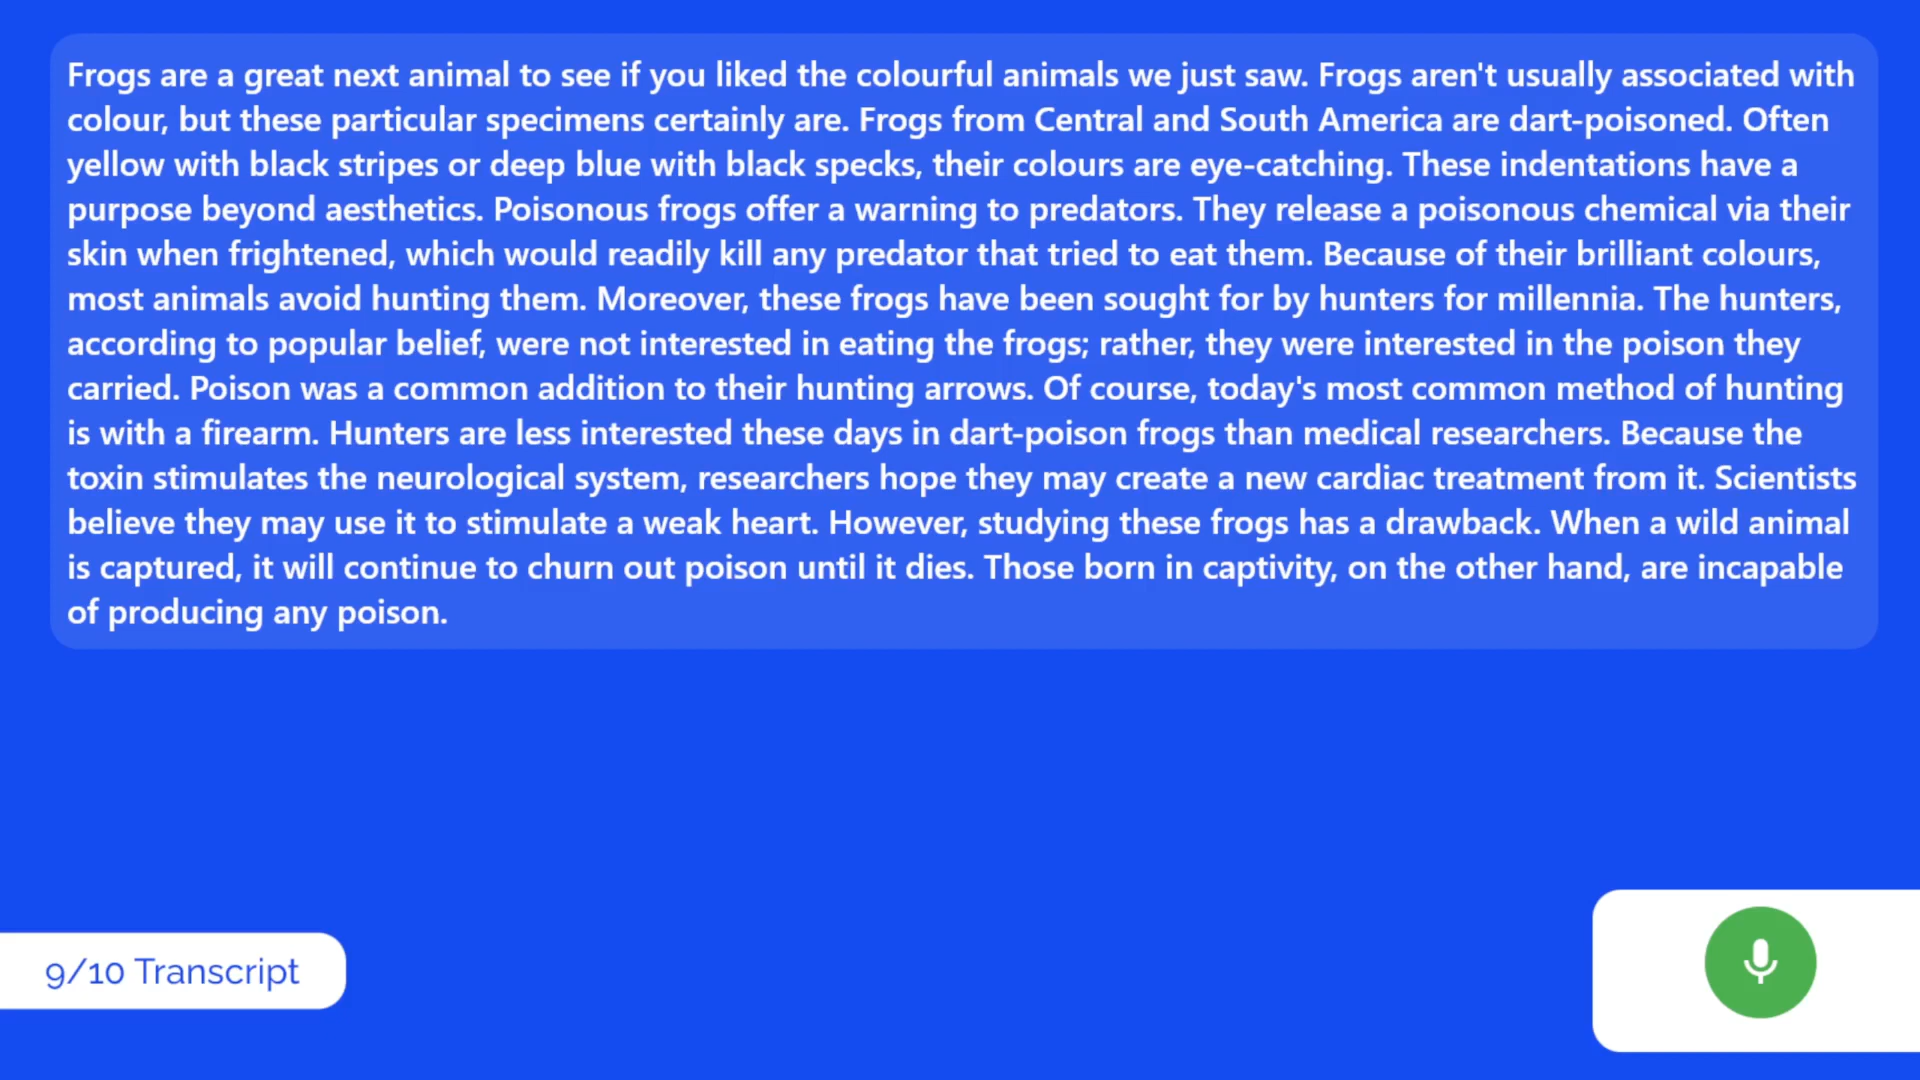 Frogs are a great next animal to see if you liked the colourful animals we just saw. Frogs aren't usually associated with
colour, but these particular specimens certainly are. Frogs from Central and South America are dart-poisoned. Often
yellow with black stripes or deep blue with black specks, their colours are eye-catching. These indentations have a
purpose beyond aesthetics. Poisonous frogs offer a warning to predators. They release a poisonous chemical via their
skin when frightened, which would readily kill any predator that tried to eat them. Because of their brilliant colours,
most animals avoid hunting them. Moreover, these frogs have been sought for by hunters for millennia. The hunters,
according to popular belief, were not interested in eating the frogs; rather, they were interested in the poison they
carried. Poison was a common addition to their hunting arrows. Of course, today's most common method of hunting
is with a firearm. Hunters are less interested these days in dart-poison frogs than medical researchers. Because the
toxin stimulates the neurological system, researchers hope they may create a new cardiac treatment from it. Scientists
believe they may use it to stimulate a weak heart. However, studying these frogs has a drawback. When a wild animal
is captured, it will continue to churn out poison until it dies. Those born in captivity, on the other hand, are incapable
of producing any poison.
9/10 Transcript